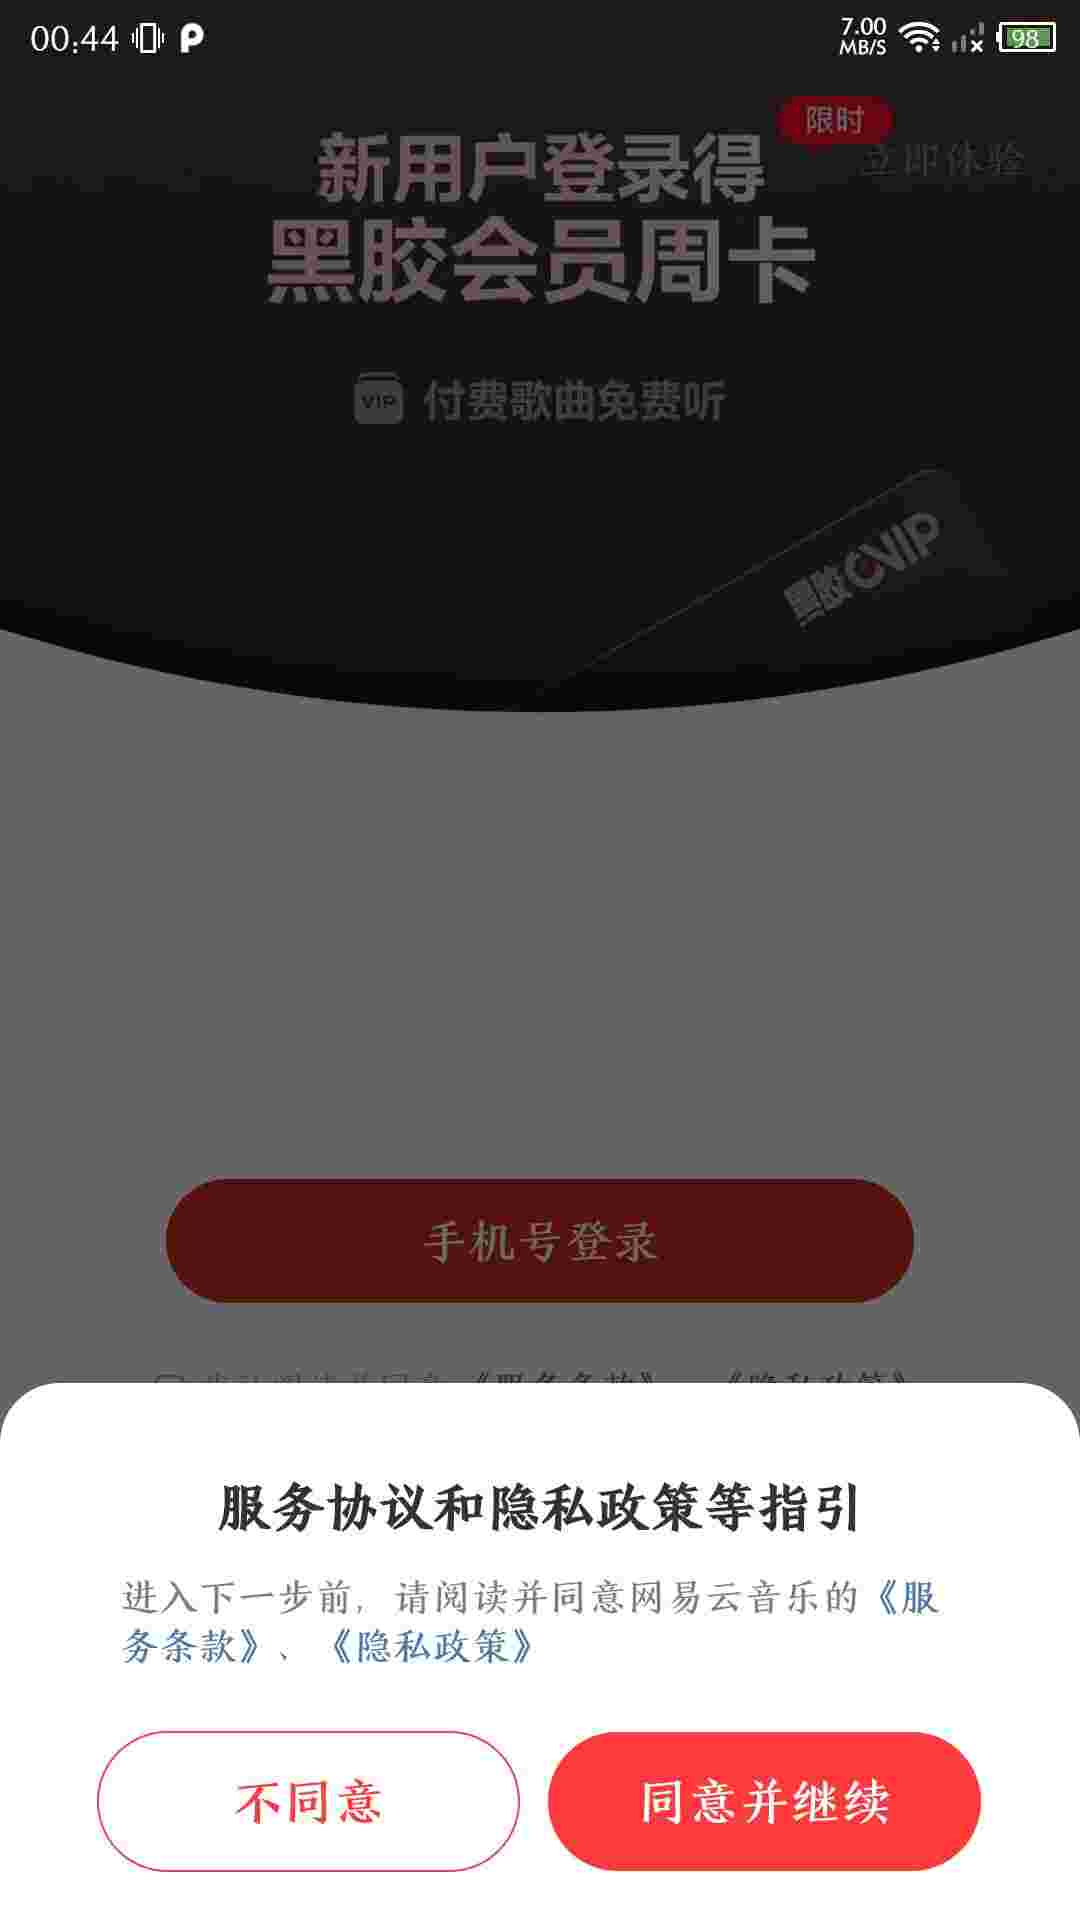 00:44
7.00
MB/S
98
限时
新用户登录得
立即体验
黑胶会员周卡
VIP 付费歌曲免费听
黑胶VIP
手机号登录
《服务条款》 《隐私政策》
服务协议和隐私政策等指引
进入下一步前，请阅读并同意网易云音乐的《服
务条款》、《隐私政策》
不同意
同意并继续